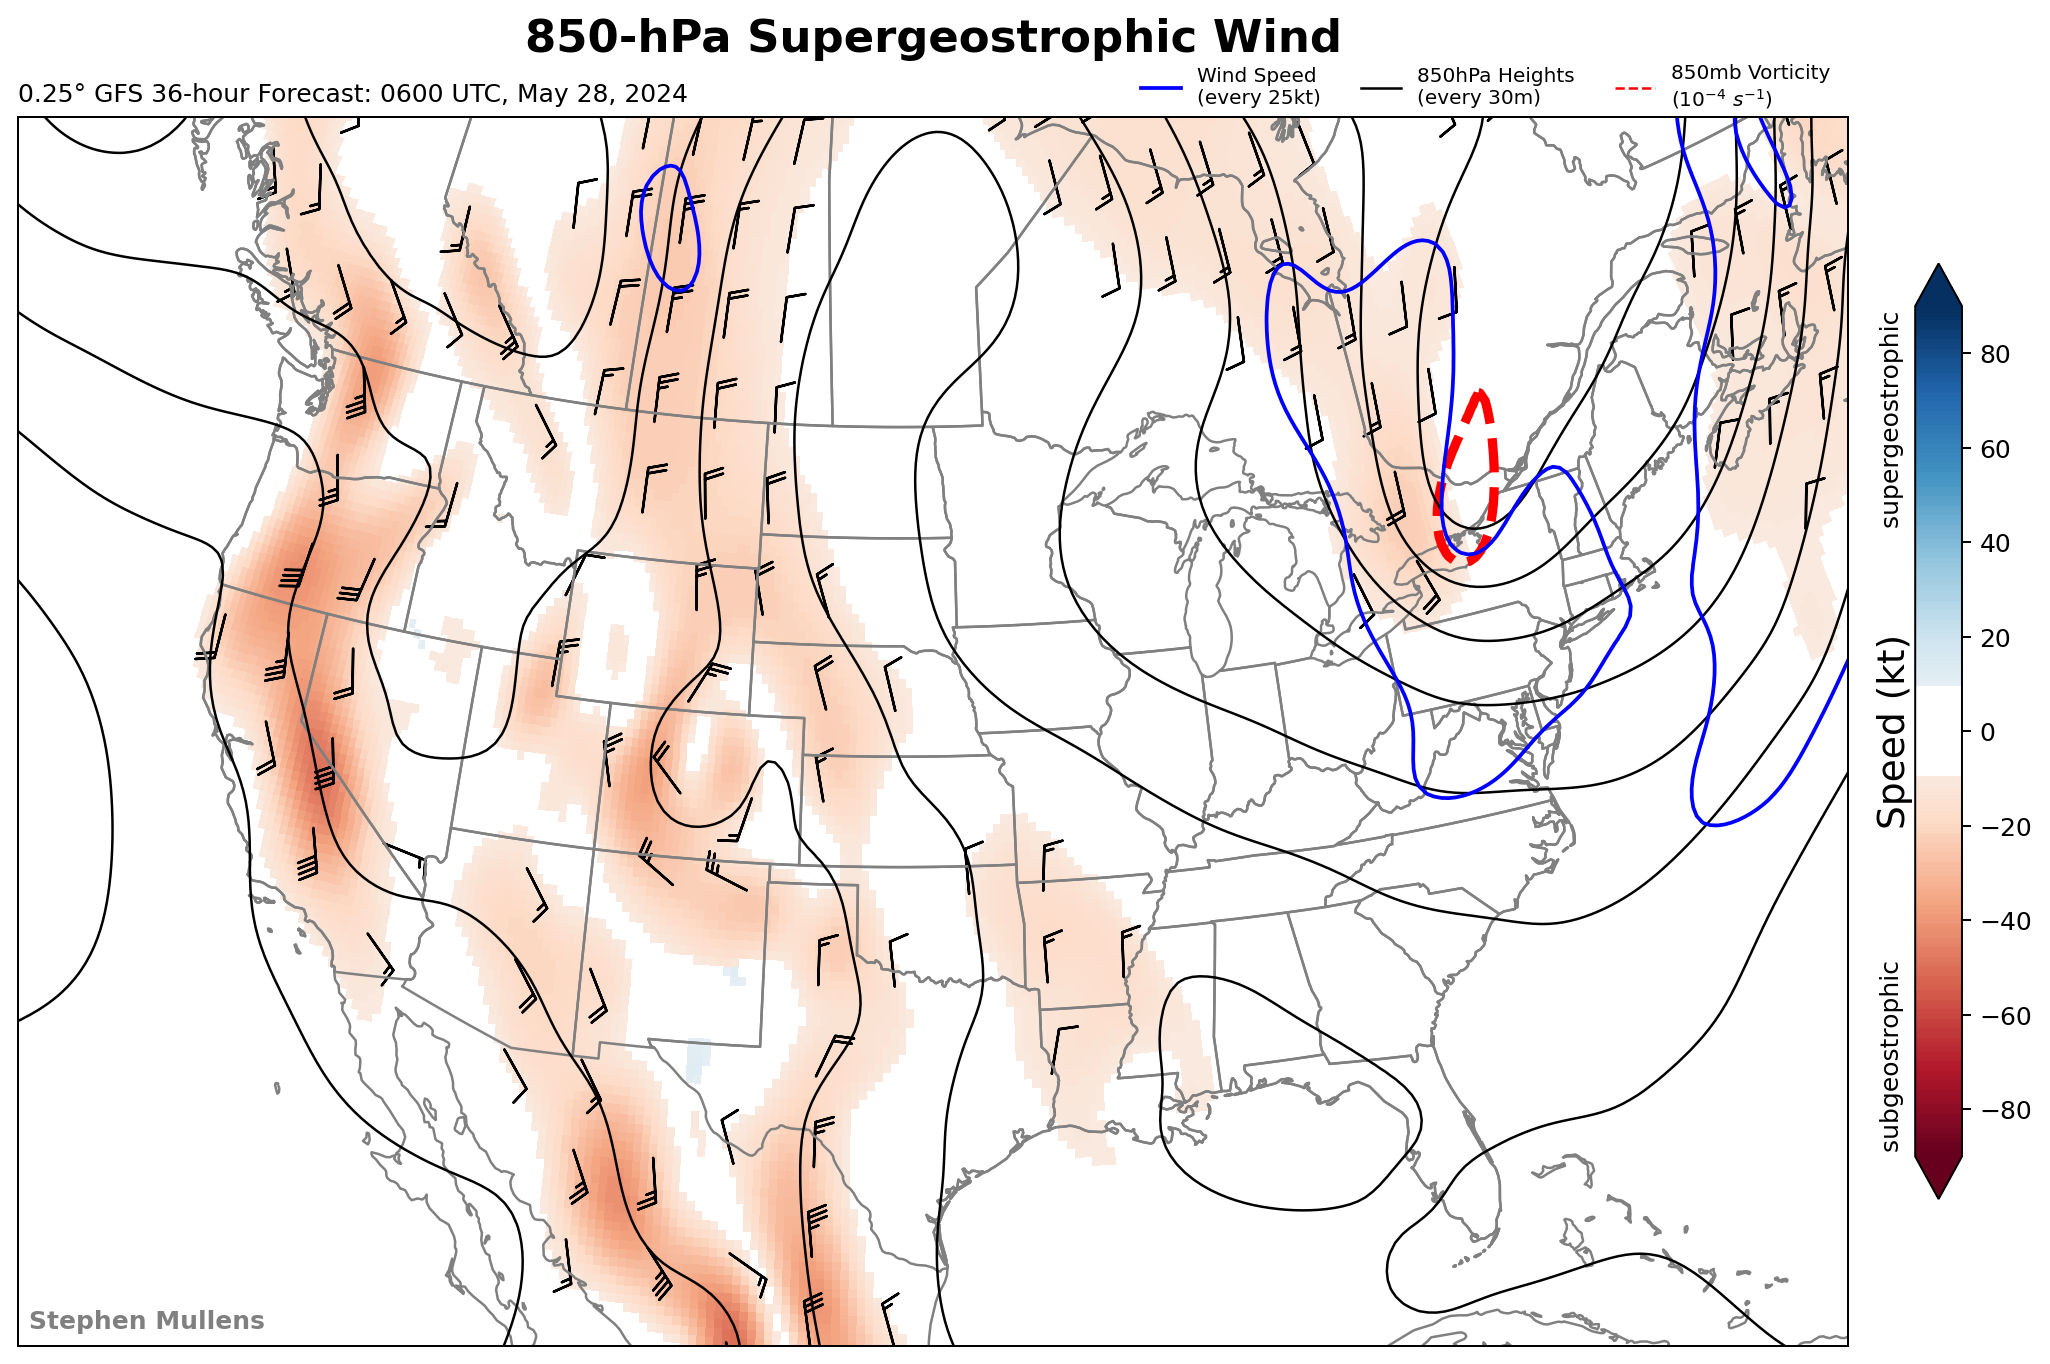 850-hPa Supergeostrophic Wind
0.25° GFS 36-hour Forecast: 0600 UTC, May 28, 2024
Wind Speed
(every 25kt)
850hPa Heights
(every 30m)
850mb Vorticity
(10⁻⁴ s⁻¹)
supergeostrophic
subgeostrophic
Speed (kt)
80
60
40
20
0
−20
−40
−60
−80
Stephen Mullens